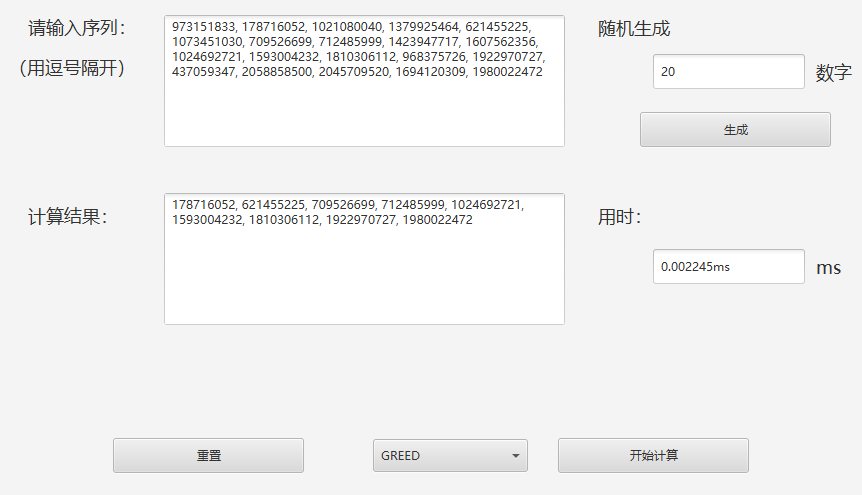 请输入序列：
（用逗号隔开）
973151833, 178716052, 1021080040, 1379925464, 621455225,
1073451030, 709526699, 712485999, 1423947717, 1607562356,
1024692721, 1593004232, 1810306112, 968375726, 1922970727,
437059347, 2058858500, 2045709520, 1694120309, 1980022472
随机生成
20 数字
生成
计算结果：
178716052, 621455225, 709526699, 712485999, 1024692721,
1593004232, 1810306112, 1922970727, 1980022472
用时：
0.002245ms ms
重置
GREED
开始计算